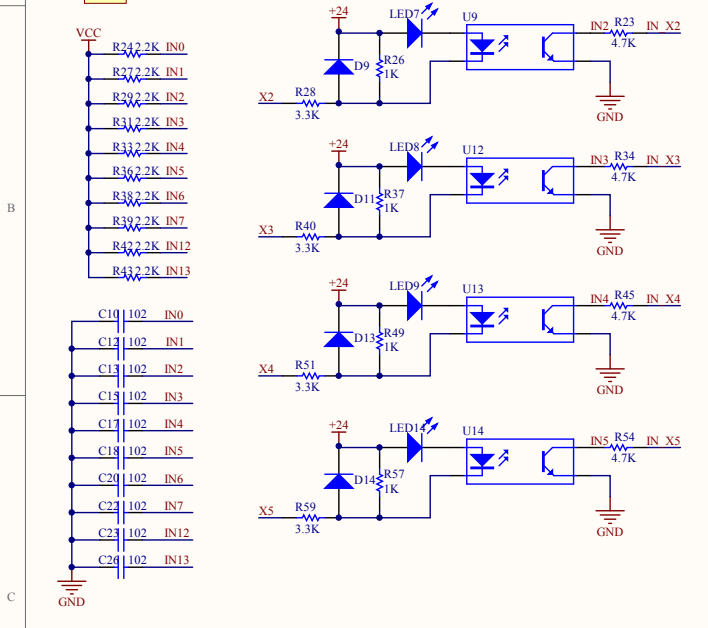 B
C
VCC
R24 2.2K IN0
R27 2.2K IN1
R29 2.2K IN2
R31 2.2K IN3
R33 2.2K IN4
R36 2.2K IN5
R38 2.2K IN6
R39 2.2K IN7
R42 2.2K IN12
R43 2.2K IN13
C10 102 IN0
C12 102 IN1
C13 102 IN2
C15 102 IN3
C17 102 IN4
C18 102 IN5
C20 102 IN6
C22 102 IN7
C23 102 IN12
C26 102 IN13
GND
+24 LED7 U9
IN2 R23 IN_X2
4.7K
D9 R26
1K
X2 R28
3.3K
GND
+24 LED8 U12
IN3 R34 IN_X3
4.7K
D11 R37
1K
X3 R40
3.3K
GND
+24 LED9 U13
IN4 R45 IN_X4
4.7K
D13 R49
1K
X4 R51
3.3K
GND
+24 LED14 U14
IN5 R54 IN_X5
4.7K
D14 R57
1K
X5 R59
3.3K
GND